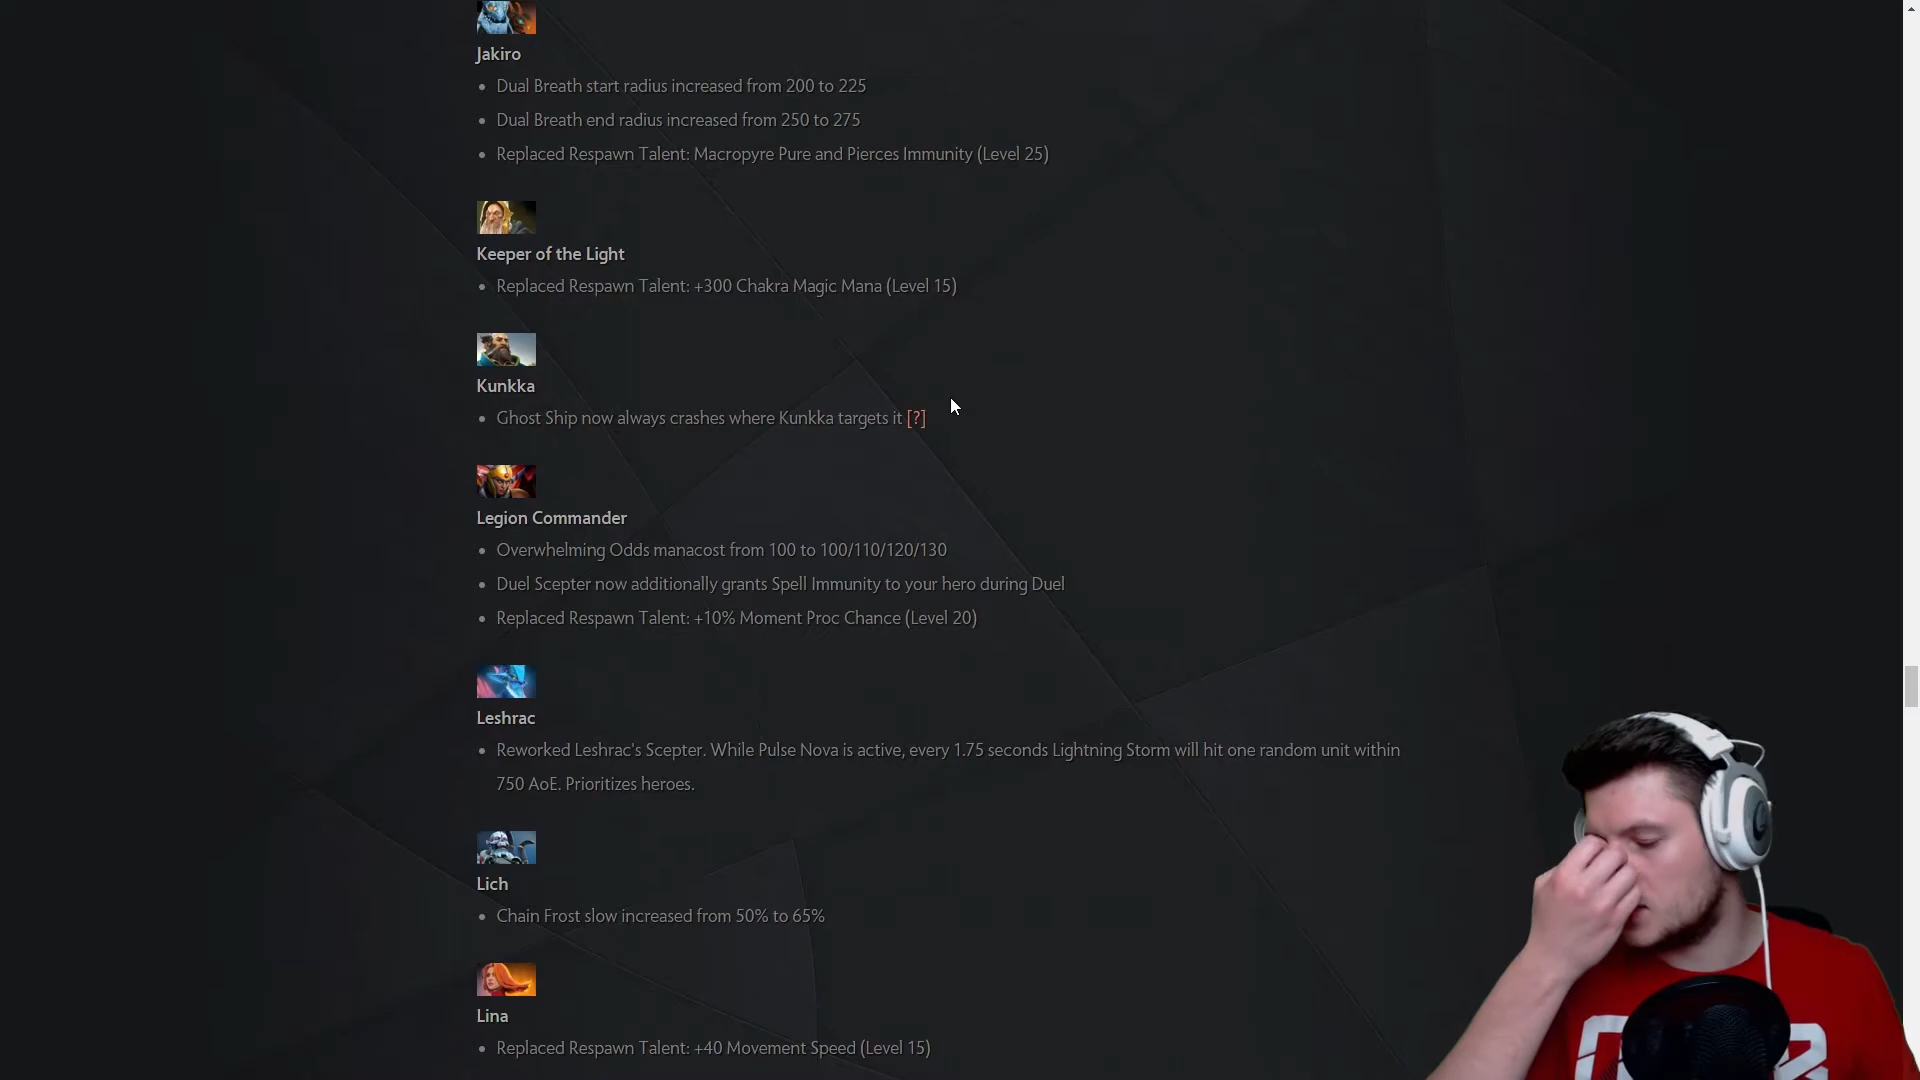 Jakiro
• Dual Breath start radius increased from 200 to 225
• Dual Breath end radius increased from 250 to 275
• Replaced Respawn Talent: Macropyre Pure and Pierces Immunity (Level 25)
Keeper of the Light
• Replaced Respawn Talent: +300 Chakra Magic Mana (Level 15)
Kunkka
• Ghost Ship now always crashes where Kunkka targets it [?]
Legion Commander
• Overwhelming Odds manacost from 100 to 100/110/120/130
• Duel Scepter now additionally grants Spell Immunity to your hero during Duel
• Replaced Respawn Talent: +10% Moment Proc Chance (Level 20)
Leshrac
• Reworked Leshrac's Scepter. While Pulse Nova is active, every 1.75 seconds Lightning Storm will hit one random unit within
750 AoE. Prioritizes heroes.
Lich
• Chain Frost slow increased from 50% to 65%
Lina
• Replaced Respawn Talent: +40 Movement Speed (Level 15)